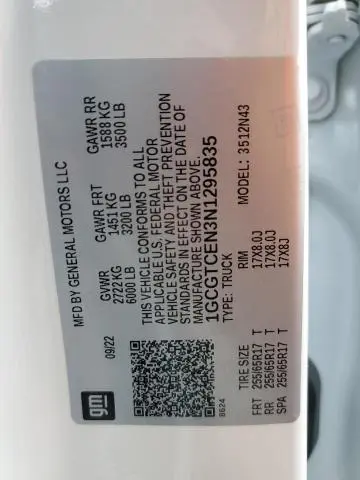 MFD BY GENERAL MOTORS LLC
09/22
GVWR
2722KG
6000 LB
GAWR FRT
1451 KG
3200 LB
GAWR RR
1588 KG
3500 LB
THIS VEHICLE CONFORMS TO ALL
APPLICABLE U.S. FEDERAL MOTOR
VEHICLE SAFETY AND THEFT PREVENTION
STANDARDS IN EFFECT ON THE DATE OF
MANUFACTURE SHOWN ABOVE.
1GCGTCEN3N1295835
TYPE: TRUCK
MODEL: 3512N43
gm
8624
TIRE SIZE RIM
FRT 255/65R17 T 17X8.0J
RR 255/65R17 T 17X8.0J
SPA 255/65R17 T 17X8J